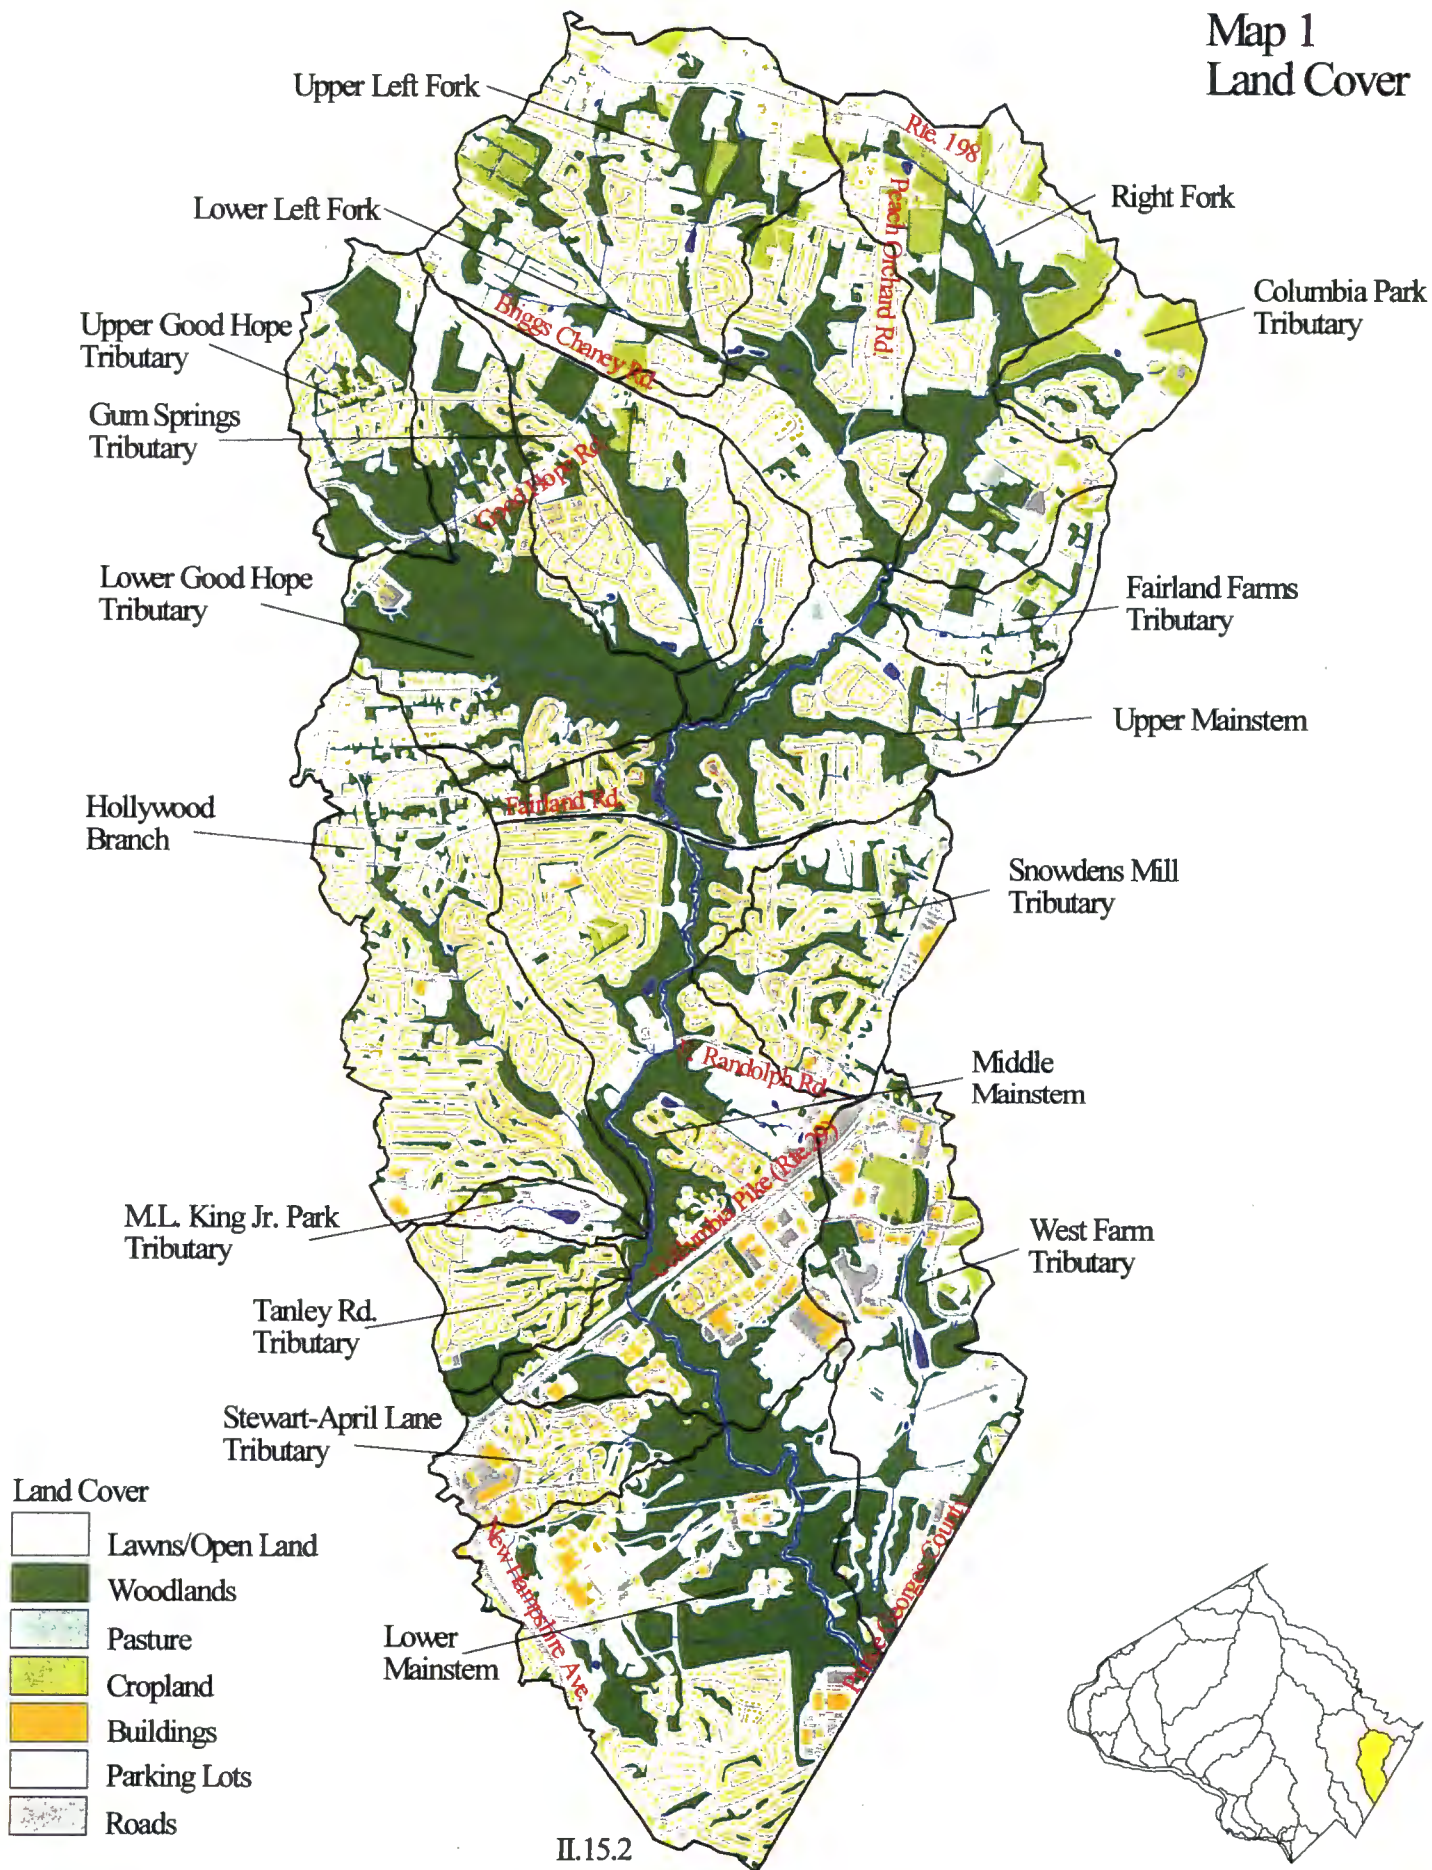 Map 1
Land Cover
Upper Left Fork
Rte. 198
Right Fork
Lower Left Fork
Peach Orchard Rd.
Columbia Park
Tributary
Briggs Chaney Rd.
Upper Good Hope
Tributary
Gum Springs
Tributary
Good Hope Rd.
Lower Good Hope
Tributary
Fairland Farms
Tributary
Upper Mainstem
Hollywood
Branch
Fairland Rd.
Snowdens Mill
Tributary
E. Randolph Rd.
Middle
Mainstem
Columbia Pike (Rte. 29)
M.L. King Jr. Park
Tributary
West Farm
Tributary
Tanley Rd.
Tributary
Stewart-April Lane
Tributary
New Hampshire Ave.
Prince Georges County
Lower
Mainstem
Land Cover
Lawns/Open Land
Woodlands
Pasture
Cropland
Buildings
Parking Lots
Roads
II.15.2